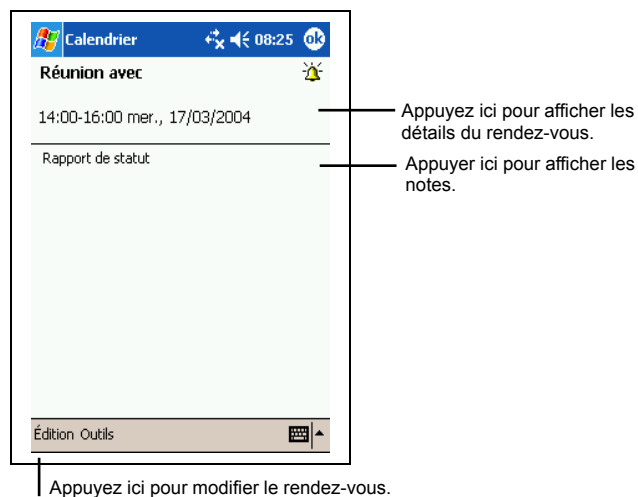 Calendrier 08:25 ok
Réunion avec
14:00-16:00 mer., 17/03/2004
Appuyez ici pour afficher les
détails du rendez-vous.
Rapport de statut
Appuyer ici pour afficher les
notes.
Édition Outils
Appuyez ici pour modifier le rendez-vous.